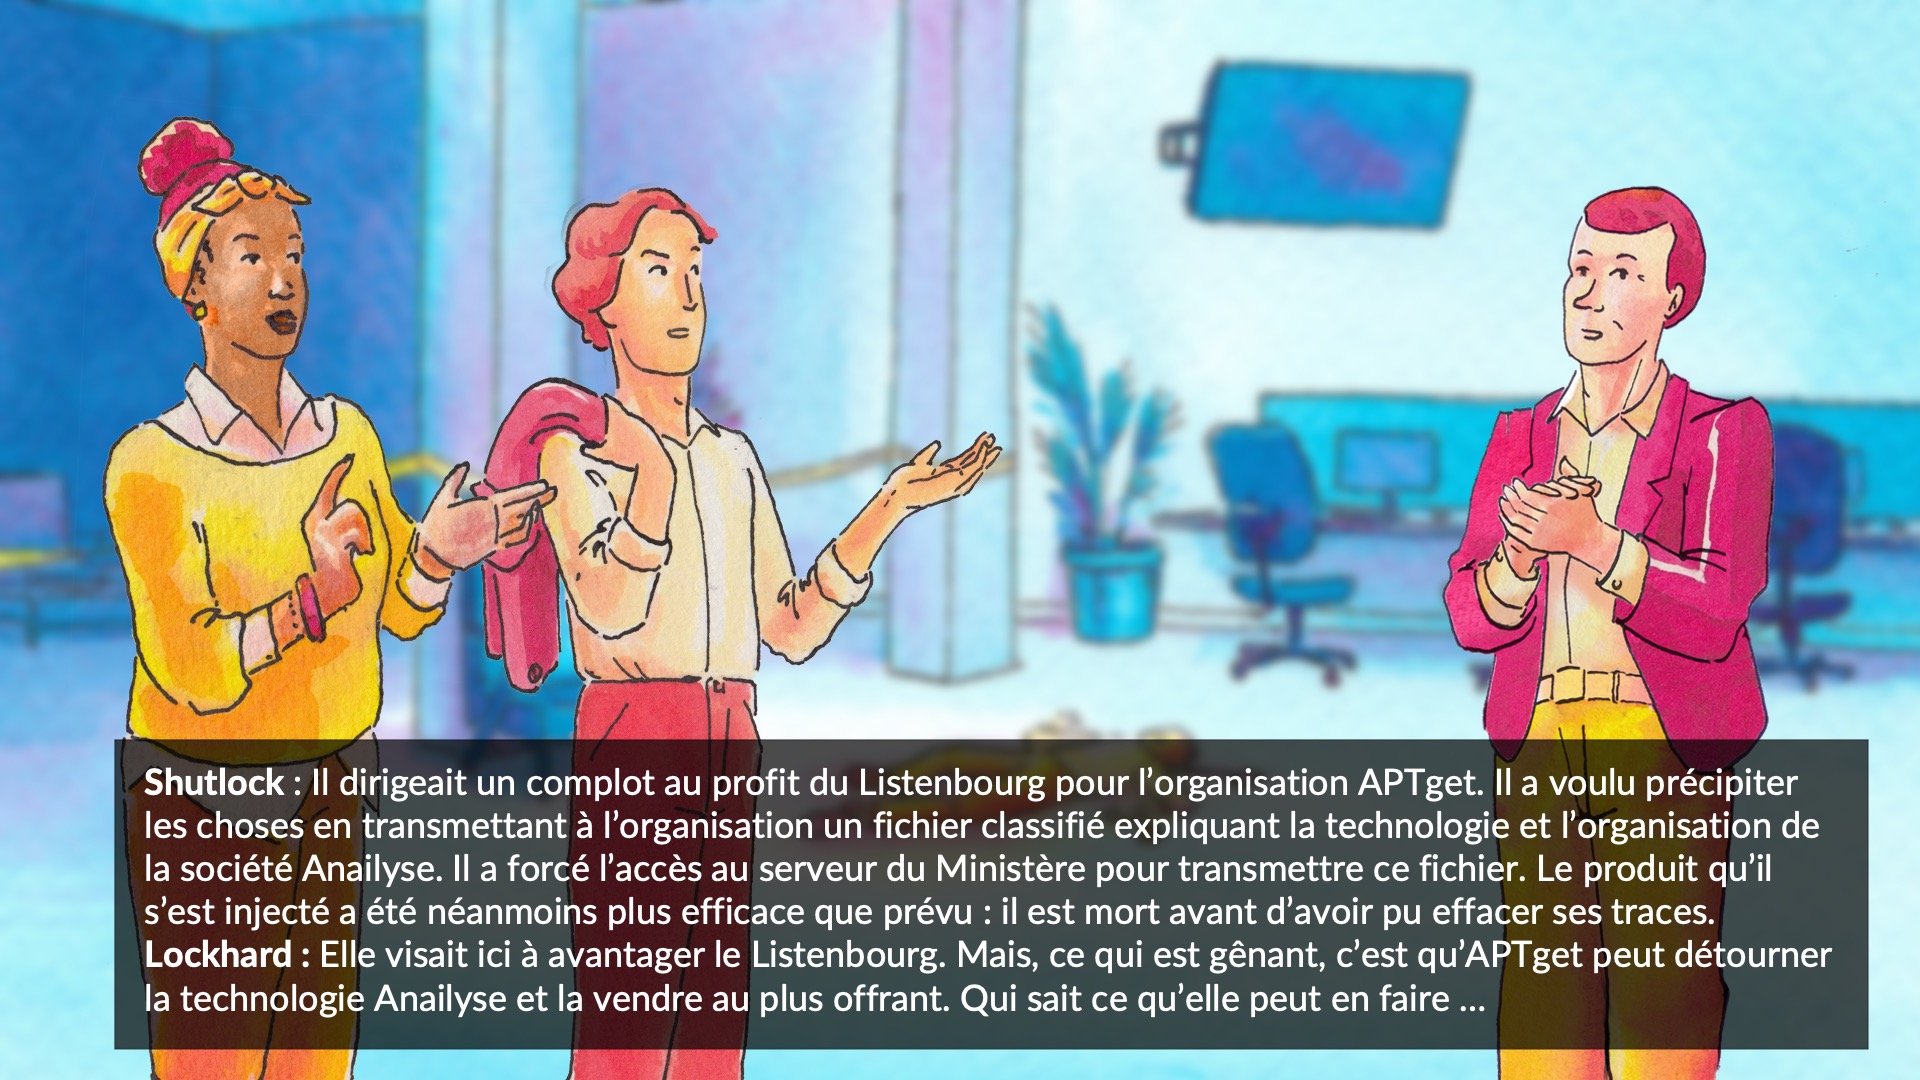 Shutlock : Il dirigeait un complot au profit du Listenbourg pour l’organisation APTget. Il a voulu précipiter
les choses en transmettant à l’organisation un fichier classifié expliquant la technologie et l’organisation de
la société Anailyse. Il a forcé l’accès au serveur du Ministère pour transmettre ce fichier. Le produit qu’il
s’est injecté a été néanmoins plus efficace que prévu : il est mort avant d’avoir pu effacer ses traces.
Lockhard : Elle visait ici à avantager le Listenbourg. Mais, ce qui est gênant, c’est qu’APTget peut détourner
la technologie Anailyse et la vendre au plus offrant. Qui sait ce qu’elle peut en faire ...